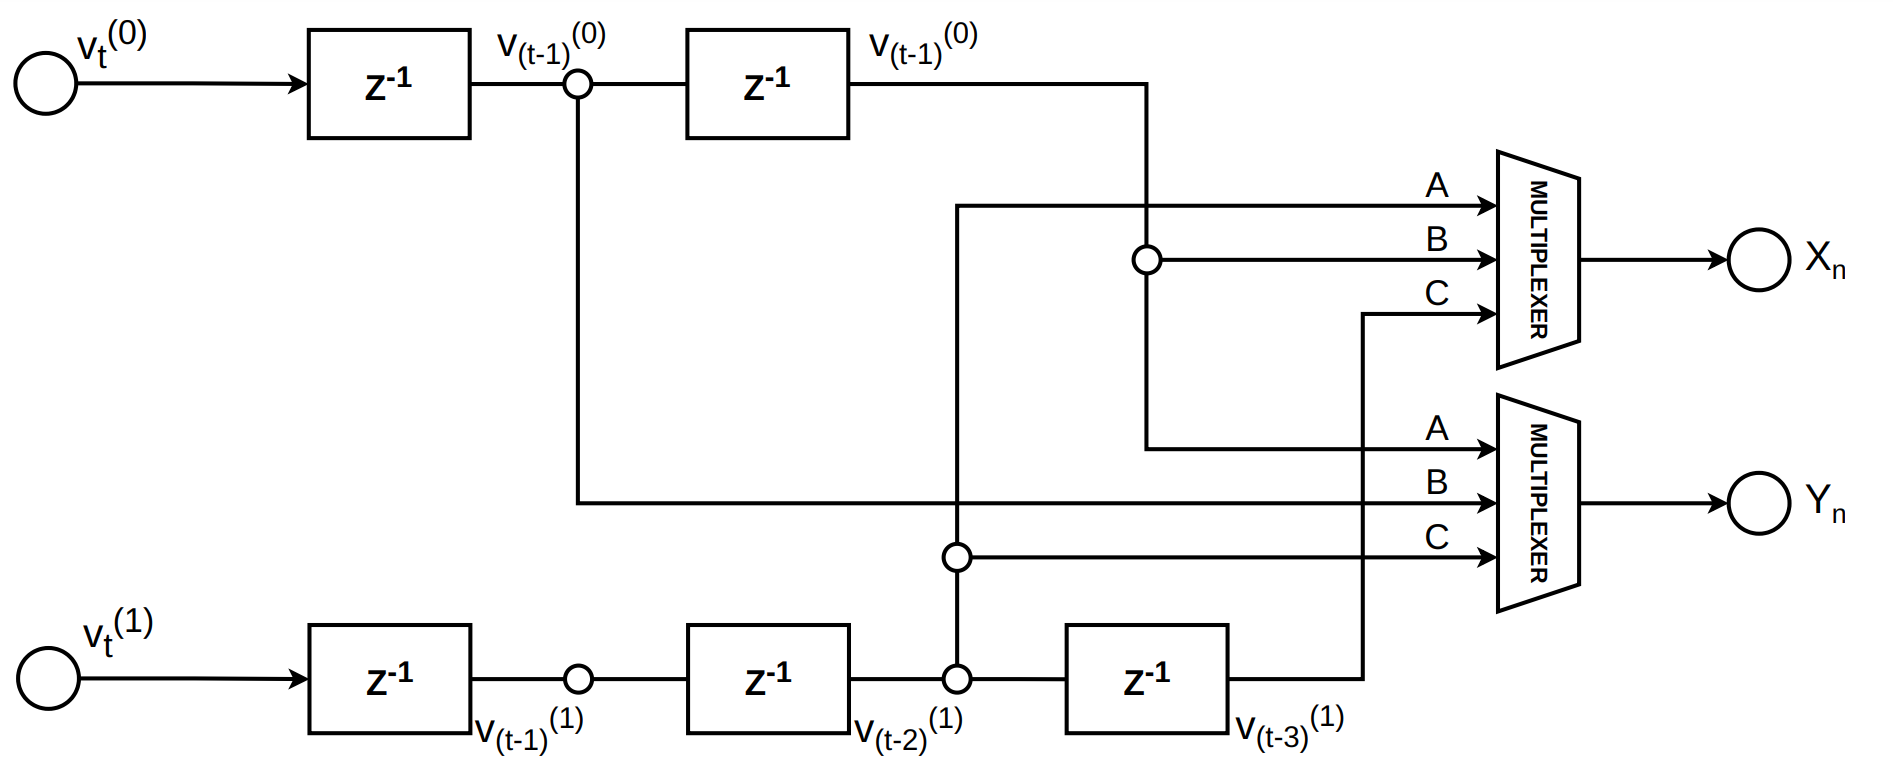 v_t^(0)
Z^-1
v_(t-1)^(0)
Z^-1
v_(t-1)^(0)
A
B
C
MULTIPLEXER
X_n
A
B
C
MULTIPLEXER
Y_n
v_t^(1)
Z^-1
v_(t-1)^(1)
Z^-1
v_(t-2)^(1)
Z^-1
v_(t-3)^(1)